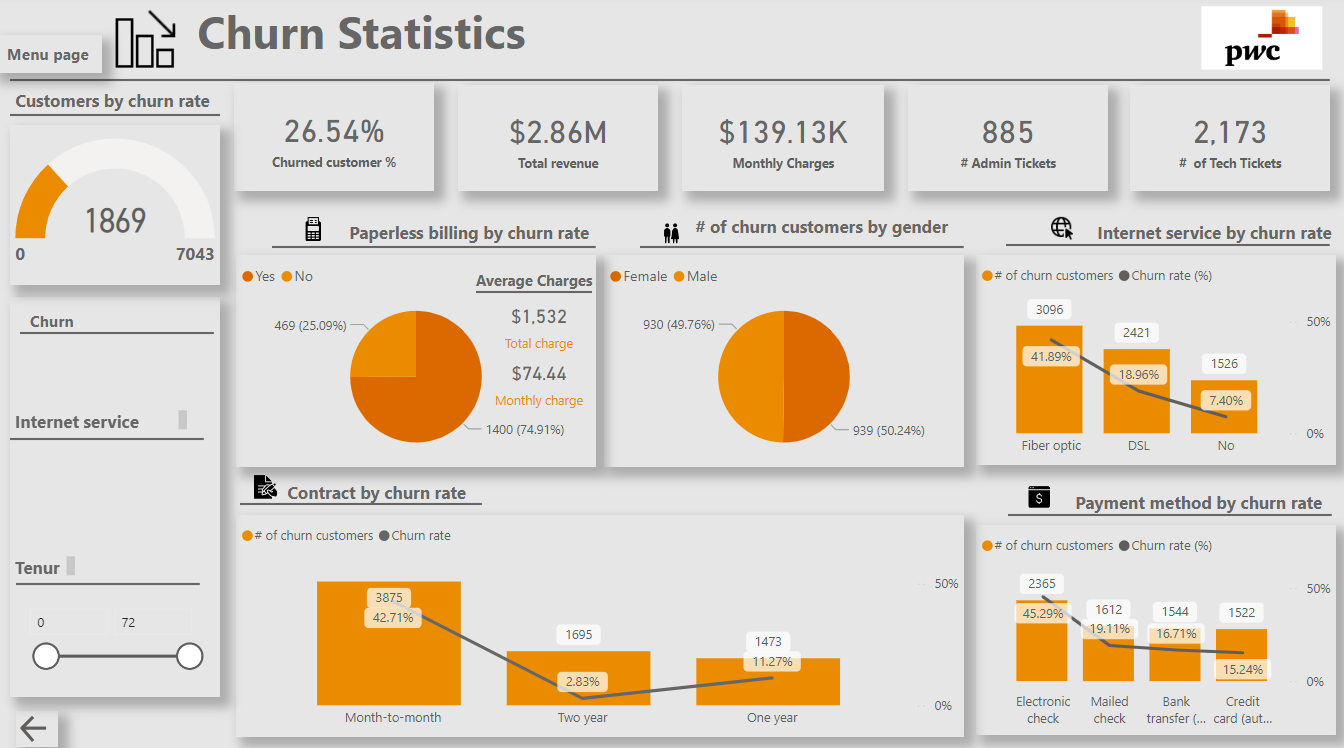 Menu page
Churn Statistics
pwc
Customers by churn rate
1869
0
7043
26.54%
Churned customer %
$2.86M
Total revenue
$139.13K
Monthly Charges
885
# Admin Tickets
2,173
# of Tech Tickets
Churn
Internet service
Tenur
0
72
Paperless billing by churn rate
Yes
No
469 (25.09%)
1400 (74.91%)
Average Charges
$1,532
Total charge
$74.44
Monthly charge
# of churn customers by gender
Female
Male
930 (49.76%)
939 (50.24%)
Internet service by churn rate
# of churn customers
Churn rate (%)
3096
2421
1526
41.89%
18.96%
7.40%
50%
0%
Fiber optic
DSL
No
Contract by churn rate
# of churn customers
Churn rate
3875
42.71%
1695
2.83%
1473
11.27%
50%
0%
Month-to-month
Two year
One year
$
Payment method by churn rate
# of churn customers
Churn rate (%)
2365
1612
1544
1522
45.29%
19.11%
16.71%
15.24%
50%
0%
Electronic
check
Mailed
check
Bank
transfer (...
Credit
card (aut...